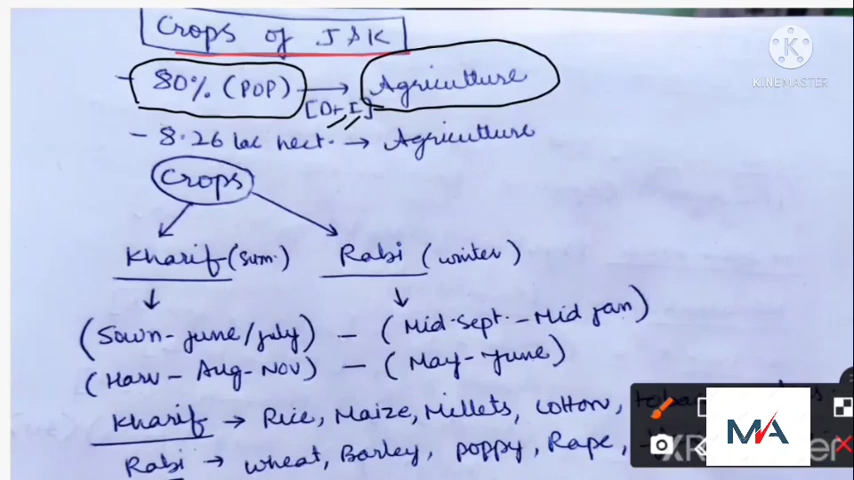 Crops of J&K
K
KINEMASTER
- 80% (POP) → Agriculture
[D+I]
- 8.26 lac hect. → Agriculture
Crops
Kharif (sum.) Rabi (winter)
(Sown - June/July) - (Mid-Sept. - Mid Jan)
(Harv - Aug - Nov) - (May - June)
Kharif → Rice, Maize, Millets, Cotton,
Rabi → wheat, Barley, poppy, Rape,
MA